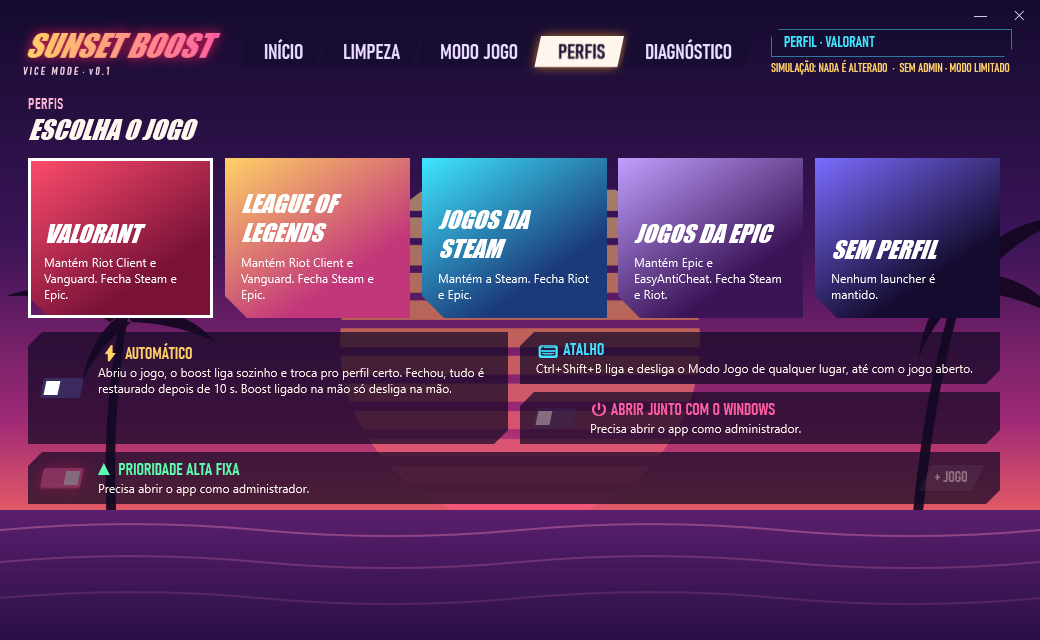 SUNSET BOOST
VICE MODE · v0.1
INÍCIO
LIMPEZA
MODO JOGO
PERFIS
DIAGNÓSTICO
PERFIL · VALORANT
SIMULAÇÃO: NADA É ALTERADO · SEM ADMIN · MODO LIMITADO
PERFIS
ESCOLHA O JOGO
VALORANT
Mantém Riot Client e
Vanguard. Fecha Steam e
Epic.
LEAGUE OF
LEGENDS
Mantém Riot Client e
Vanguard. Fecha Steam e
Epic.
JOGOS DA
STEAM
Mantém a Steam. Fecha Riot
e Epic.
JOGOS DA EPIC
Mantém Epic e
EasyAntiCheat. Fecha Steam
e Riot.
SEM PERFIL
Nenhum launcher é
mantido.
AUTOMÁTICO
Abriu o jogo, o boost liga sozinho e troca pro perfil certo. Fechou, tudo é
restaurado depois de 10 s. Boost ligado na mão só desliga na mão.
ATALHO
Ctrl+Shift+B liga e desliga o Modo Jogo de qualquer lugar, até com o jogo aberto.
ABRIR JUNTO COM O WINDOWS
Precisa abrir o app como administrador.
PRIORIDADE ALTA FIXA
Precisa abrir o app como administrador.
+ JOGO